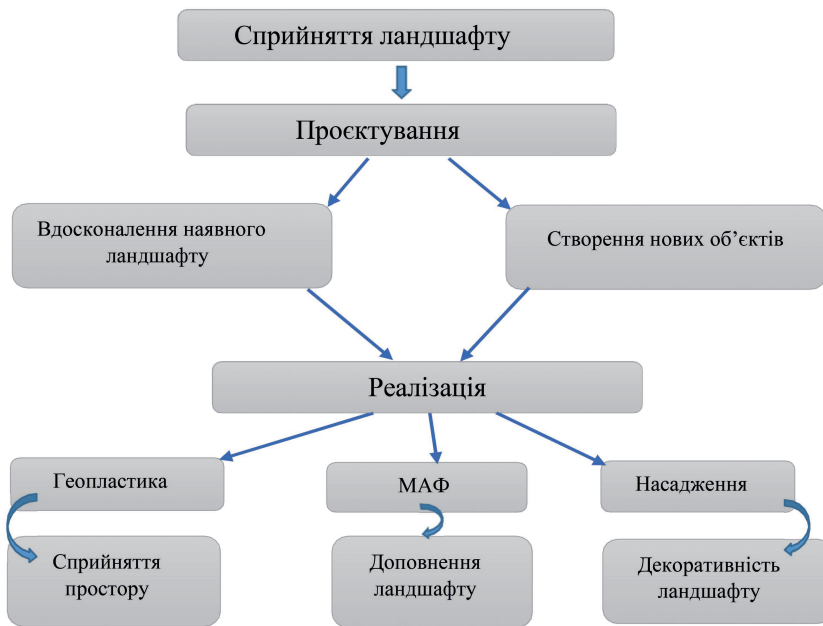 Сприйняття ландшафту
Проєктування
Вдосконалення наявного
ландшафту
Створення нових об’єктів
Реалізація
Геопластика
МАФ
Насадження
Сприйняття
простору
Доповнення
ландшафту
Декоративність
ландшафту